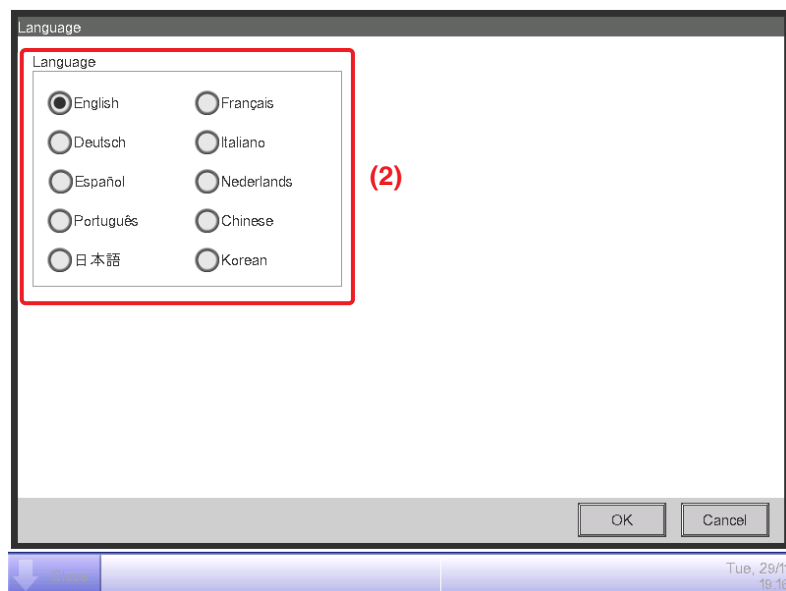 Language
Language
English
Français
Deutsch
Italiano
Español
Nederlands
(2)
Português
Chinese
日本語
Korean
OK
Cancel
Tue, 29/1
19:16